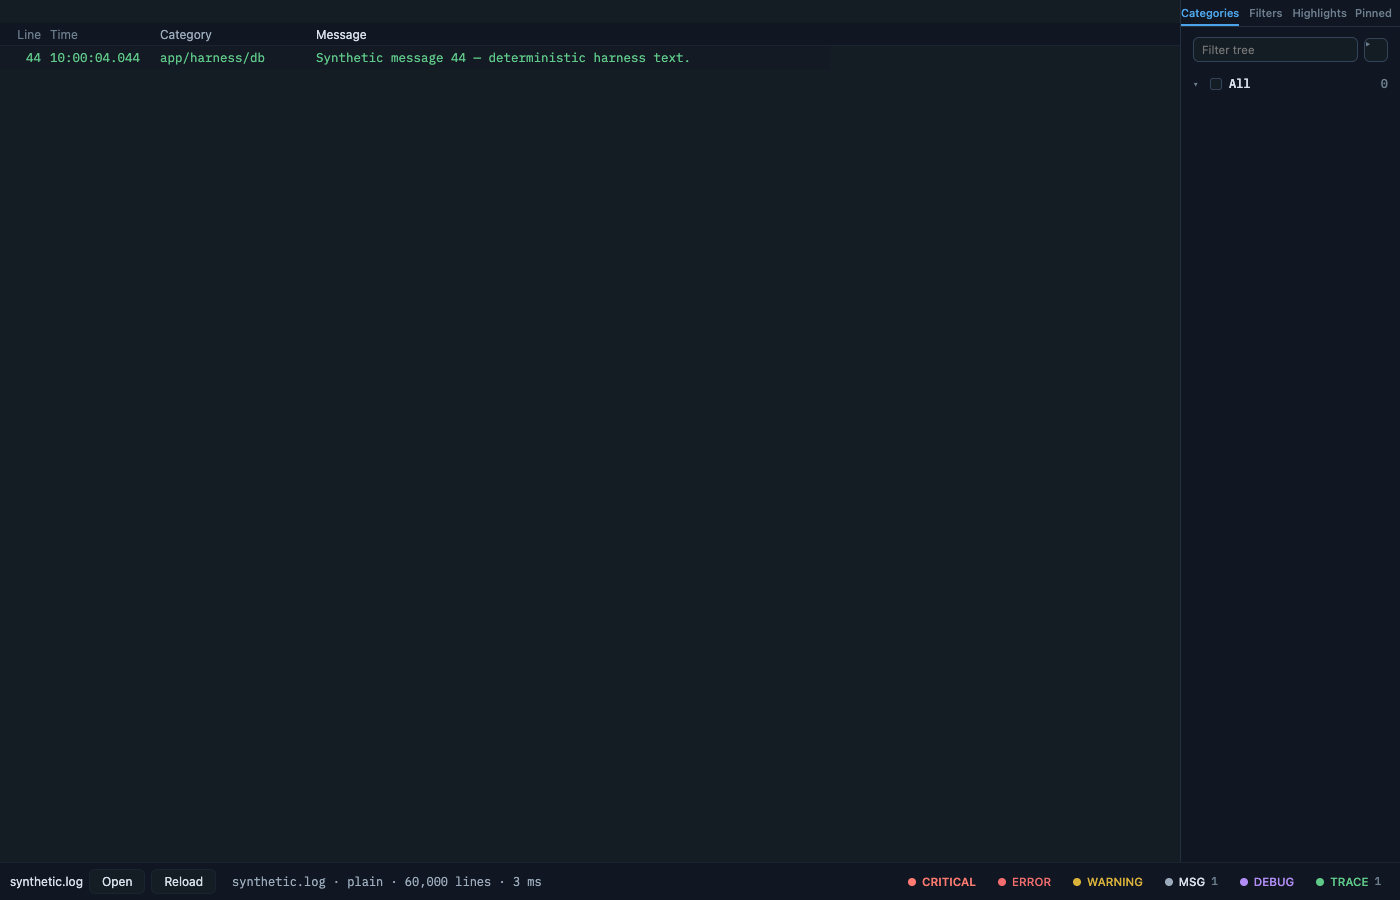 Categories Filters Highlights Pinned
Line Time Category Message
Filter tree
44 10:00:04.044 app/harness/db Synthetic message 44 — deterministic harness text.
All 0
synthetic.log Open Reload synthetic.log · plain · 60,000 lines · 3 ms CRITICAL ERROR WARNING MSG 1 DEBUG TRACE 1